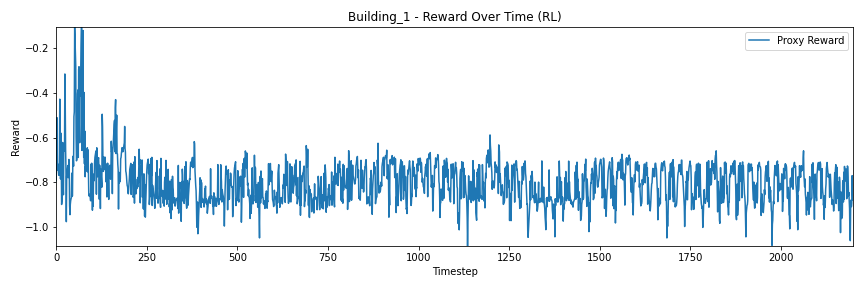 Building_1 - Reward Over Time (RL)
Proxy Reward
Reward
−0.2
−0.4
−0.6
−0.8
−1.0
0 250 500 750 1000 1250 1500 1750 2000
Timestep